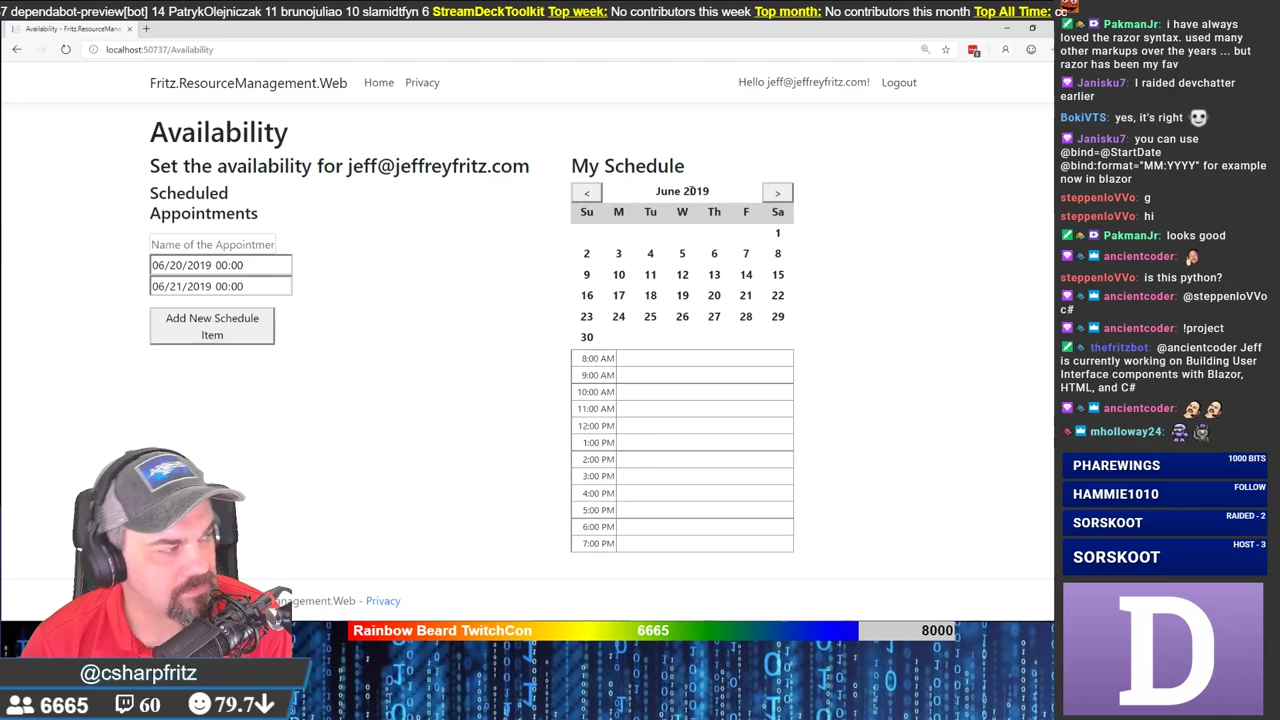 7 dependabot-preview[bot] 14 PatrykOlejniczak 11 brunojuliao 10 slamidtfyn 6 StreamDeckToolkit Top week: No contributors this week Top month: No contributors this month Top All Time:
Availability - Fritz.ResourceMana
localhost:50737/Availability
Fritz.ResourceManagement.Web Home Privacy Hello jeff@jeffreyfritz.com! Logout
Availability
Set the availability for jeff@jeffreyfritz.com
Scheduled
Appointments
Name of the Appointmer
06/20/2019 00:00
06/21/2019 00:00
Add New Schedule
Item
My Schedule
< June 2019 >
Su M Tu W Th F Sa
1
2 3 4 5 6 7 8
9 10 11 12 13 14 15
16 17 18 19 20 21 22
23 24 25 26 27 28 29
30
8:00 AM
9:00 AM
10:00 AM
11:00 AM
12:00 PM
1:00 PM
2:00 PM
3:00 PM
4:00 PM
5:00 PM
6:00 PM
7:00 PM
nagement.Web - Privacy
Rainbow Beard TwitchCon 6665 8000
@csharpfritz
6665 60 79.7
PakmanJr: i have always
loved the razor syntax. used many
other markups over the years ... but
razor has been my fav
Janisku7: I raided devchatter
earlier
BokiVTS: yes, it's right
Janisku7: you can use
@bind=@StartDate
@bind:format="MM:YYYY" for example
now in blazor
steppenloVVo: g
steppenloVVo: hi
PakmanJr: looks good
ancientcoder:
steppenloVVo: is this python?
ancientcoder: @steppenloVVo
c#
ancientcoder: !project
thefritzbot: @ancientcoder Jeff
is currently working on Building User
Interface components with Blazor,
HTML, and C#
ancientcoder:
mholloway24:
PHAREWINGS 1000 BITS
HAMMIE1010 FOLLOW
SORSKOOT RAIDED - 2
SORSKOOT HOST - 3
D